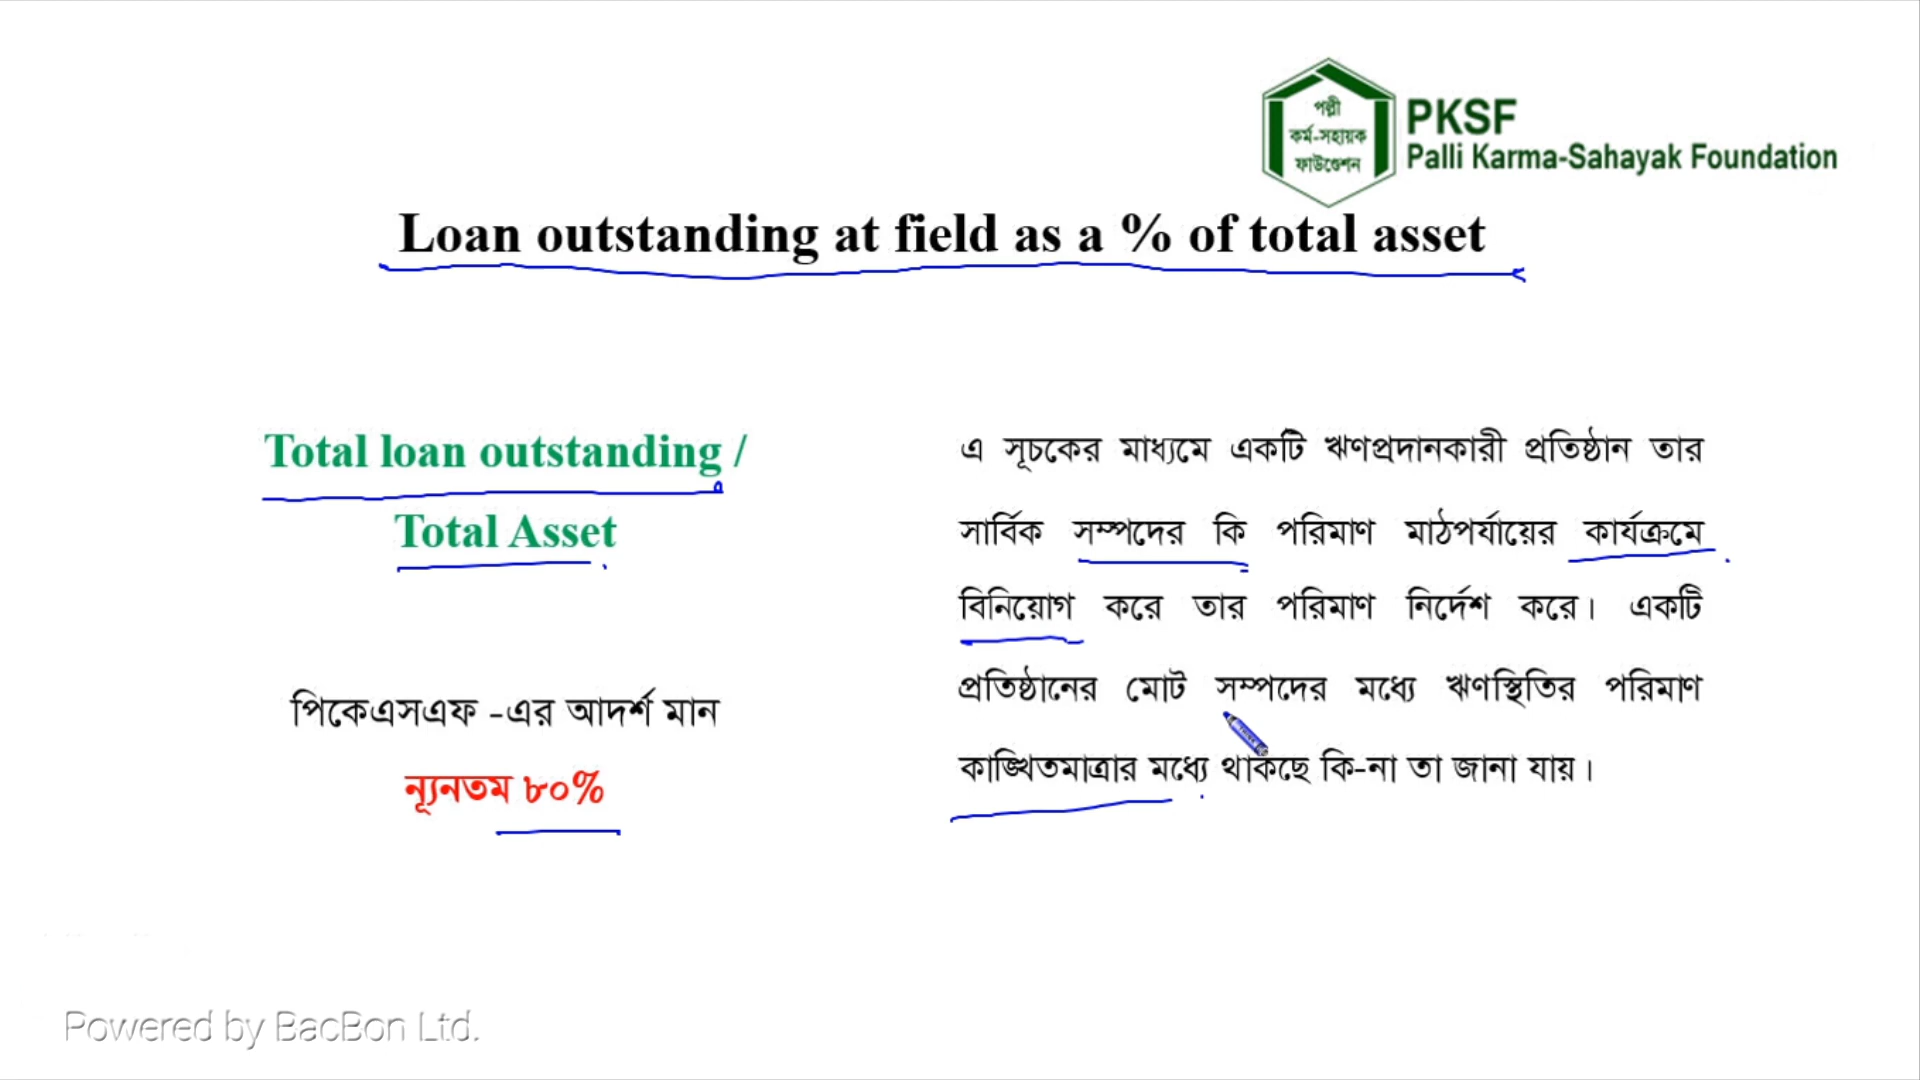 পল্লী
কর্ম-সহায়ক
ফাউণ্ডেশন
PKSF
Palli Karma-Sahayak Foundation
Loan outstanding at field as a % of total asset
Total loan outstanding /
Total Asset
পিকেএসএফ -এর আদর্শ মান
ন্যূনতম ৮০%
এ সূচকের মাধ্যমে একটি ঋণপ্রদানকারী প্রতিষ্ঠান তার
সার্বিক সম্পদের কি পরিমাণ মাঠপর্যায়ের কার্যক্রমে
বিনিয়োগ করে তার পরিমাণ নির্দেশ করে। একটি
প্রতিষ্ঠানের মোট সম্পদের মধ্যে ঋণস্থিতির পরিমাণ
কাঙ্খিতমাত্রার মধ্যে থাকছে কি-না তা জানা যায়।
Powered by BacBon Ltd.